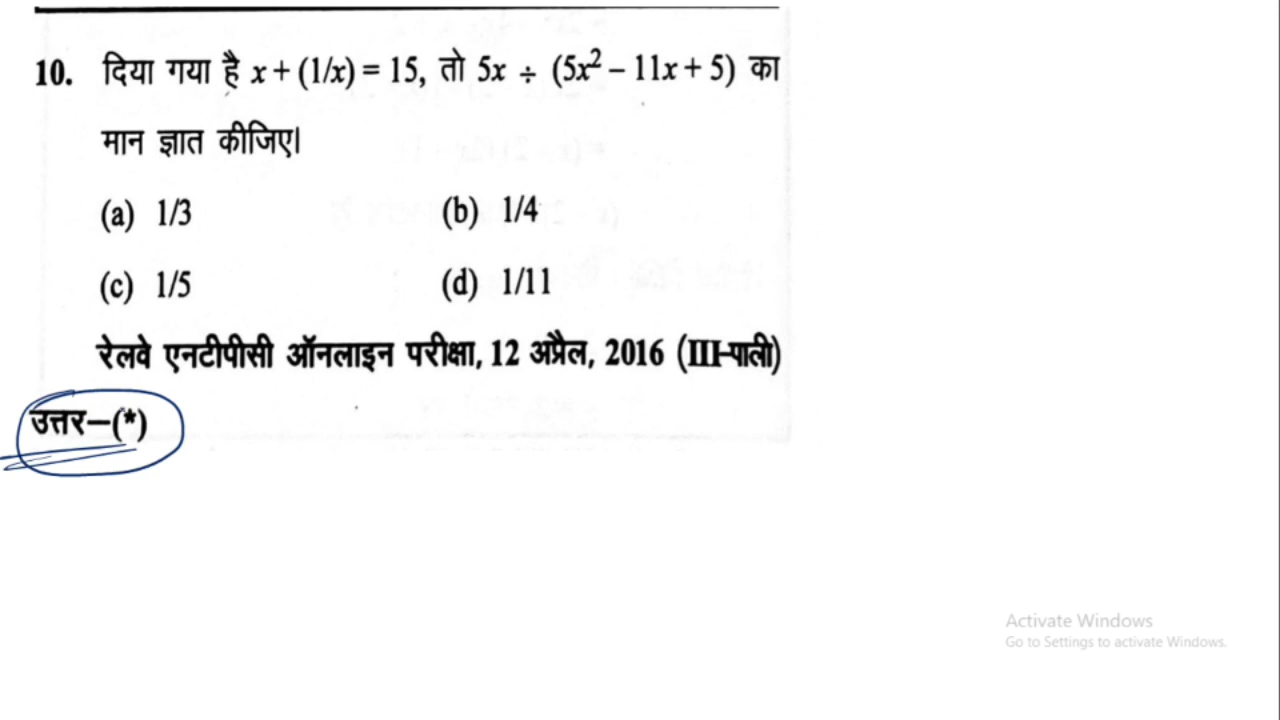 10. दिया गया है x + (1/x) = 15, तो 5x ÷ (5x² – 11x + 5) का
मान ज्ञात कीजिए।
(a) 1/3 (b) 1/4
(c) 1/5 (d) 1/11
रेलवे एनटीपीसी ऑनलाइन परीक्षा, 12 अप्रैल, 2016 (III-पाली)
उत्तर–(*)
Activate Windows
Go to Settings to activate Windows.